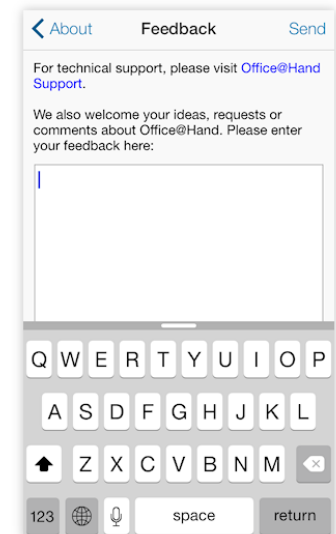 About Feedback Send
For technical support, please visit Office@Hand
Support.
We also welcome your ideas, requests or
comments about Office@Hand. Please enter
your feedback here:
Q W E R T Y U I O P
A S D F G H J K L
Z X C V B N M
123 space return